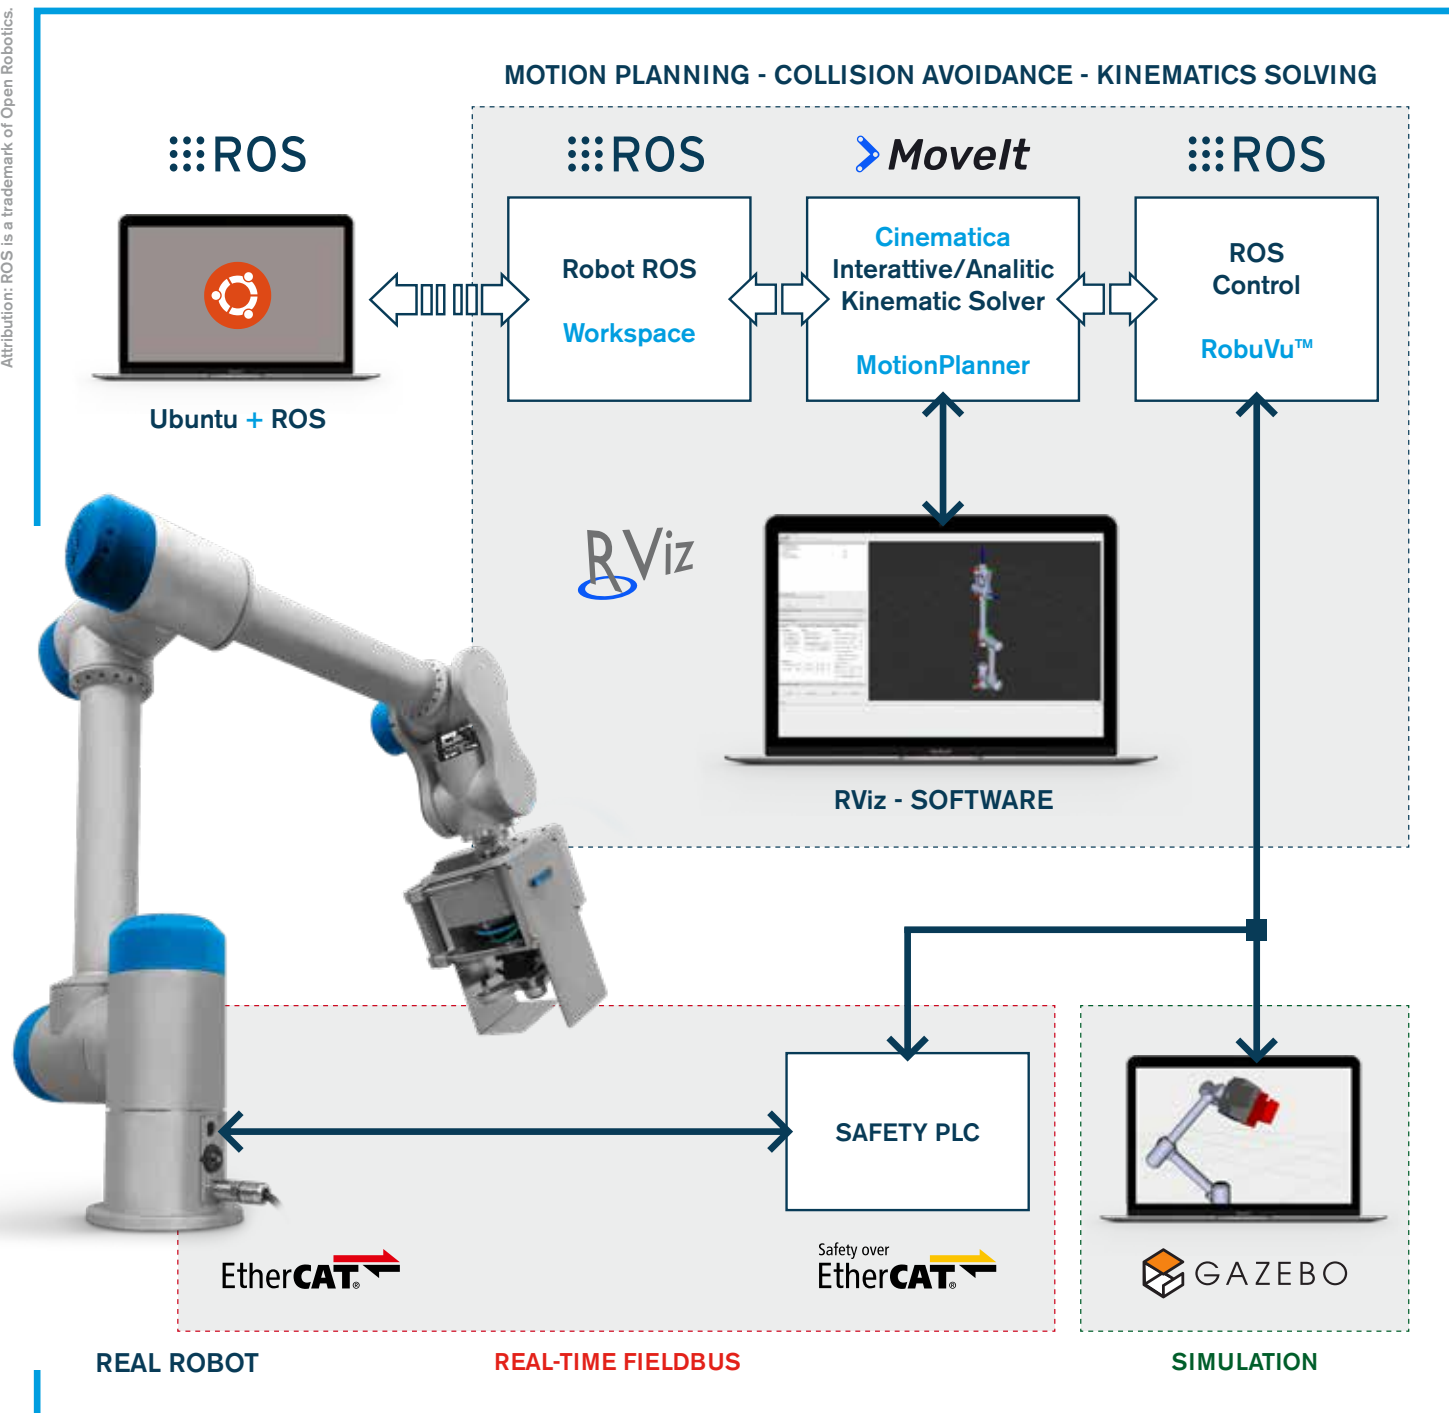 Attribution: ROS is a trademark of Open Robotics.
MOTION PLANNING - COLLISION AVOIDANCE - KINEMATICS SOLVING
ROS
ROS
MoveIt
ROS
Robot ROS
Workspace
Cinematica
Interattive/Analitic
Kinematic Solver
MotionPlanner
ROS
Control
RobuVu™
Ubuntu + ROS
RViz
RViz - SOFTWARE
SAFETY PLC
EtherCAT®
Safety over
EtherCAT®
GAZEBO
REAL ROBOT
REAL-TIME FIELDBUS
SIMULATION